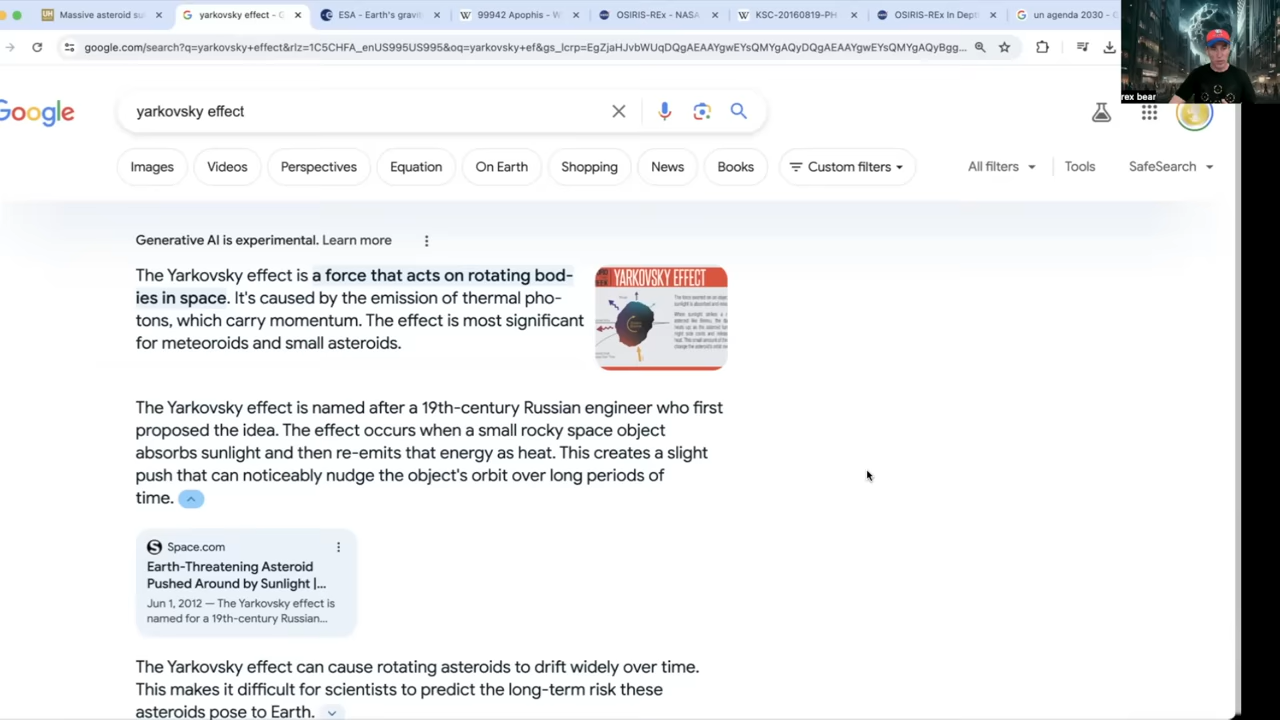 Massive asteroid su
yarkovsky effect - G
ESA - Earth's gravi
99942 Apophis - W
OSIRIS-REx - NASA
KSC-20160819-PH
OSIRIS-REx In Dept
un agenda 2030 - G
google.com/search?q=yarkovsky+effect&rlz=1C5CHFA_enUS995US995&oq=yarkovsky+ef&gs_lcrp=EgZjaHJvbWUqDQgAEAAYgwEYsQMYgAQyDQgAEAAYgwEYsQMYgAQyBgg...
rex bear
Google
yarkovsky effect
Images Videos Perspectives Equation On Earth Shopping News Books Custom filters All filters Tools SafeSearch
Generative AI is experimental. Learn more
The Yarkovsky effect is a force that acts on rotating bod-
ies in space. It's caused by the emission of thermal pho-
tons, which carry momentum. The effect is most significant
for meteoroids and small asteroids.
YARKOVSKY EFFECT
The Yarkovsky effect is named after a 19th-century Russian engineer who first
proposed the idea. The effect occurs when a small rocky space object
absorbs sunlight and then re-emits that energy as heat. This creates a slight
push that can noticeably nudge the object's orbit over long periods of
time.
Space.com
Earth-Threatening Asteroid
Pushed Around by Sunlight |...
Jun 1, 2012 — The Yarkovsky effect is
named for a 19th-century Russian...
The Yarkovsky effect can cause rotating asteroids to drift widely over time.
This makes it difficult for scientists to predict the long-term risk these
asteroids pose to Earth.